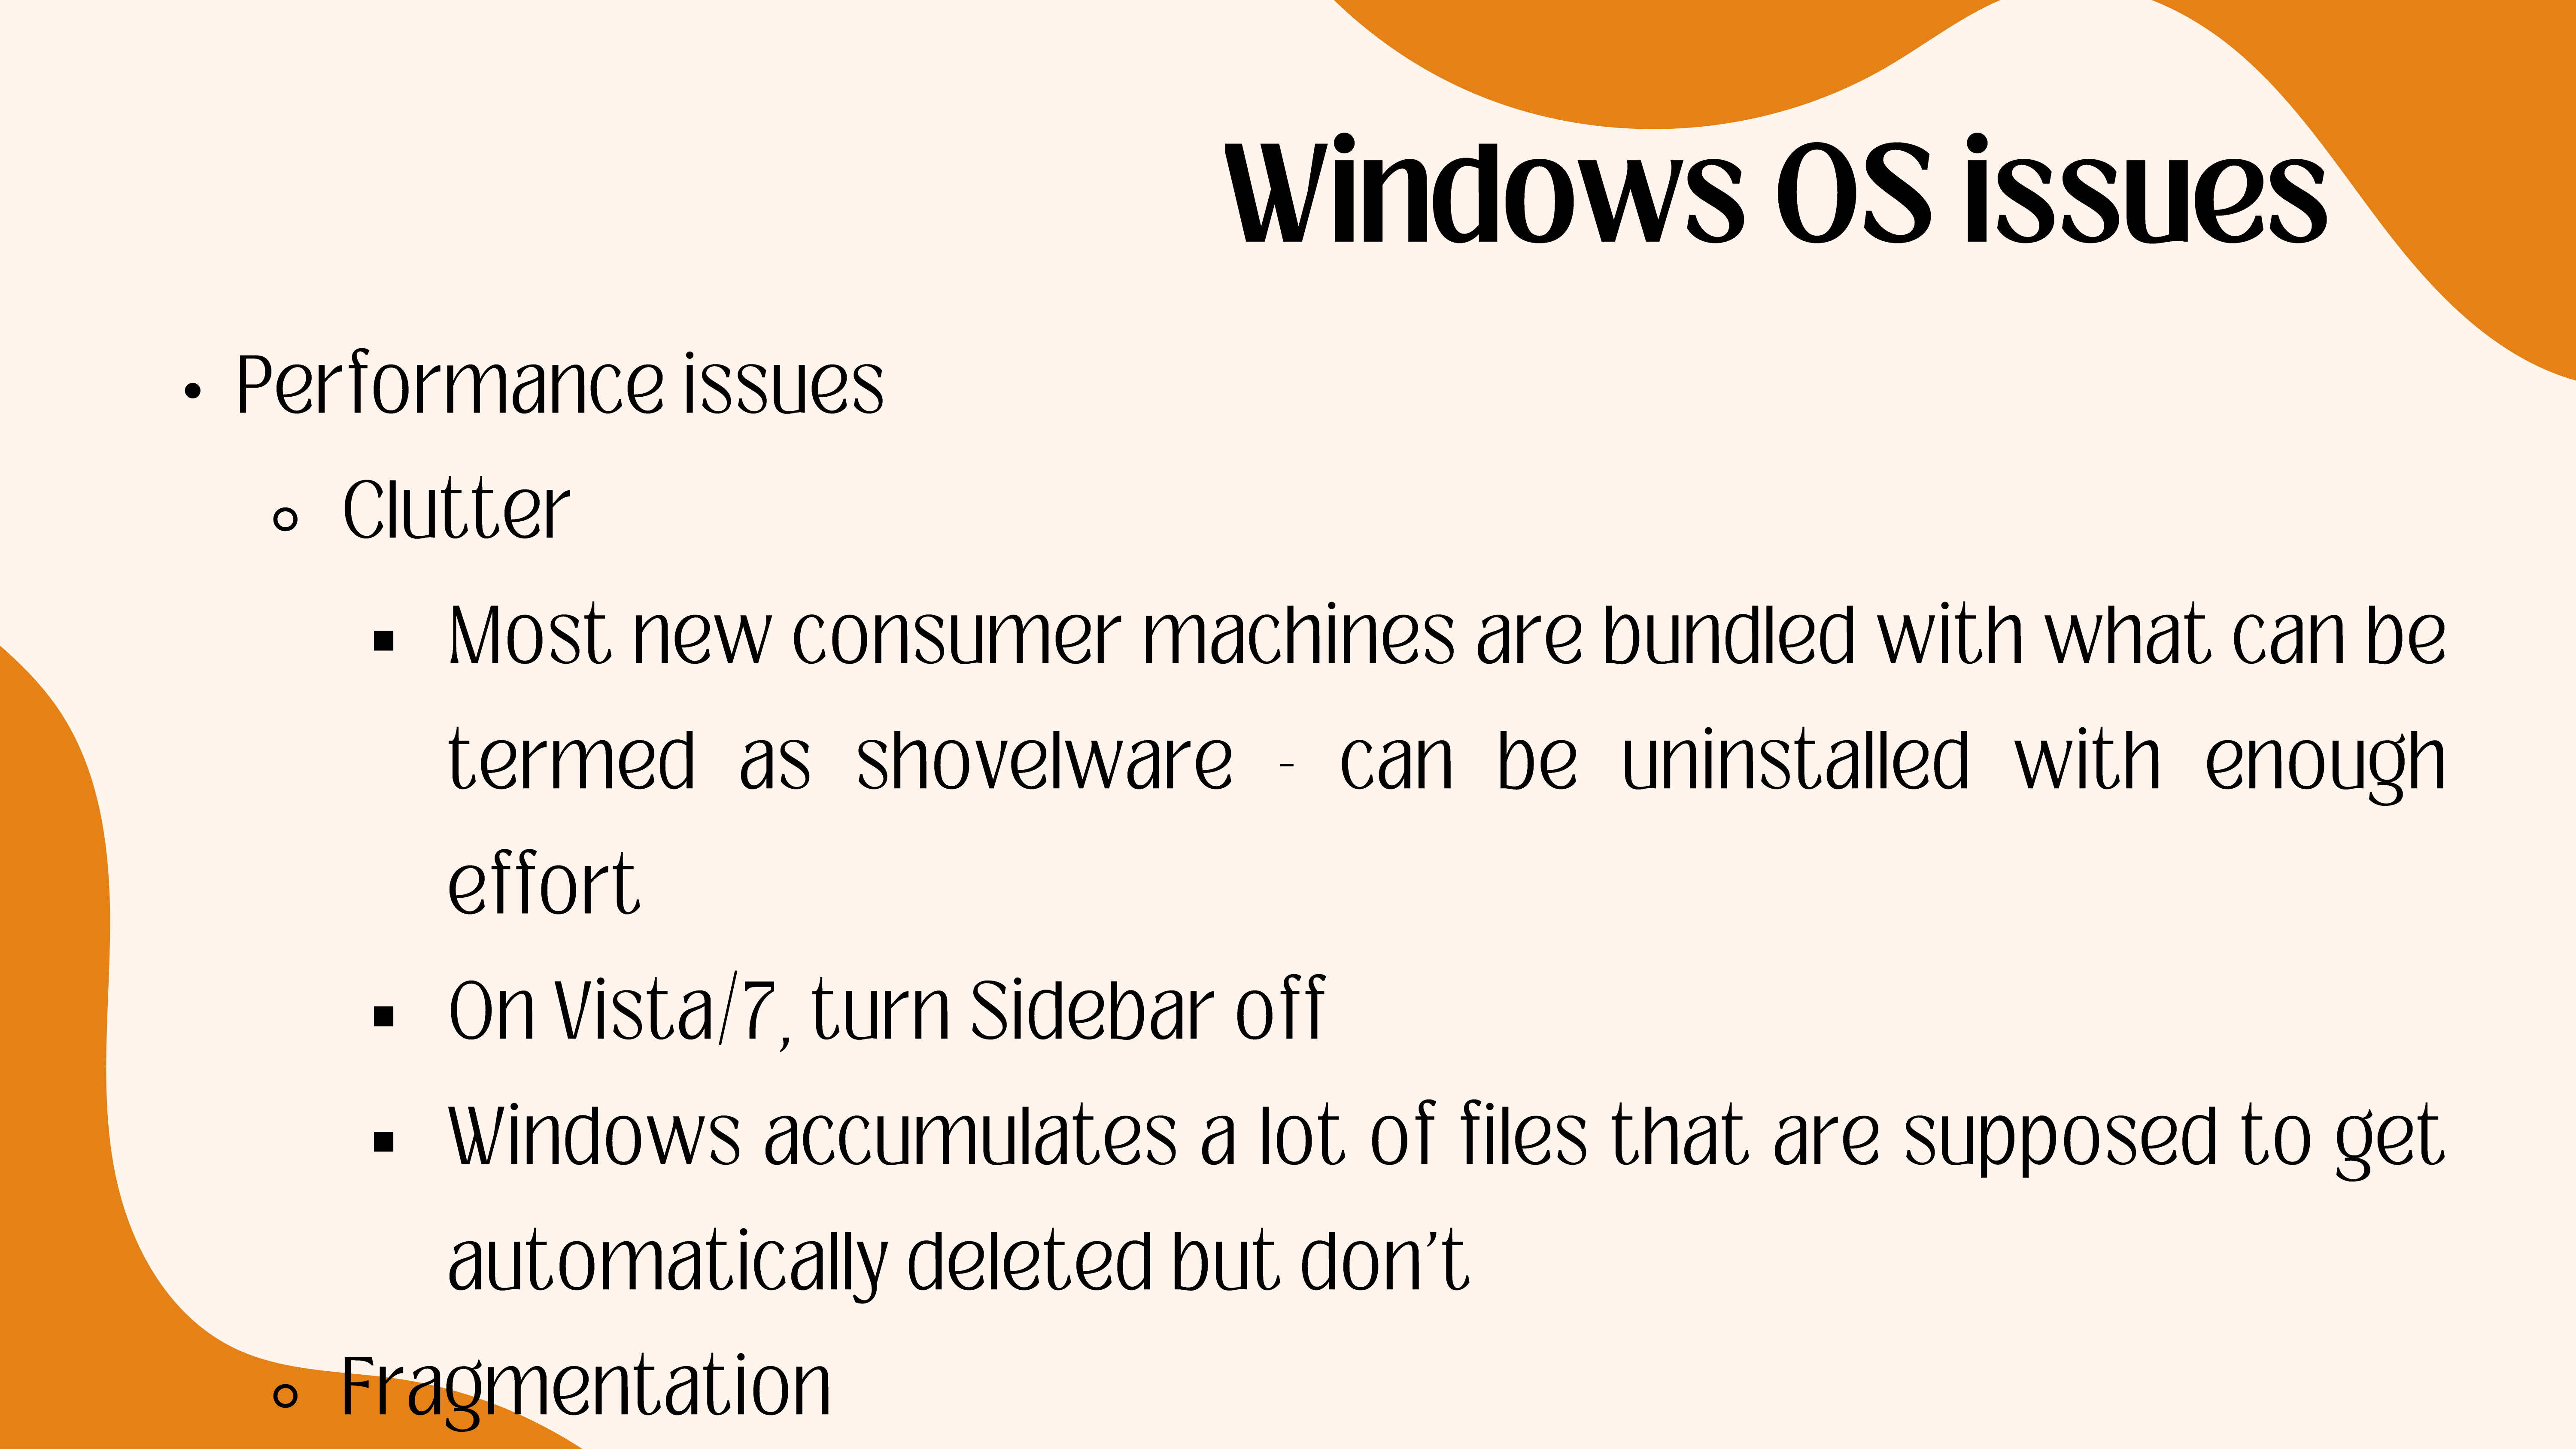 Windows OS issues
• Performance issues
○ Clutter
▪ Most new consumer machines are bundled with what can be
termed as shovelware - can be uninstalled with enough
effort
▪ On Vista/7, turn Sidebar off
▪ Windows accumulates a lot of files that are supposed to get
automatically deleted but don’t
○ Fragmentation